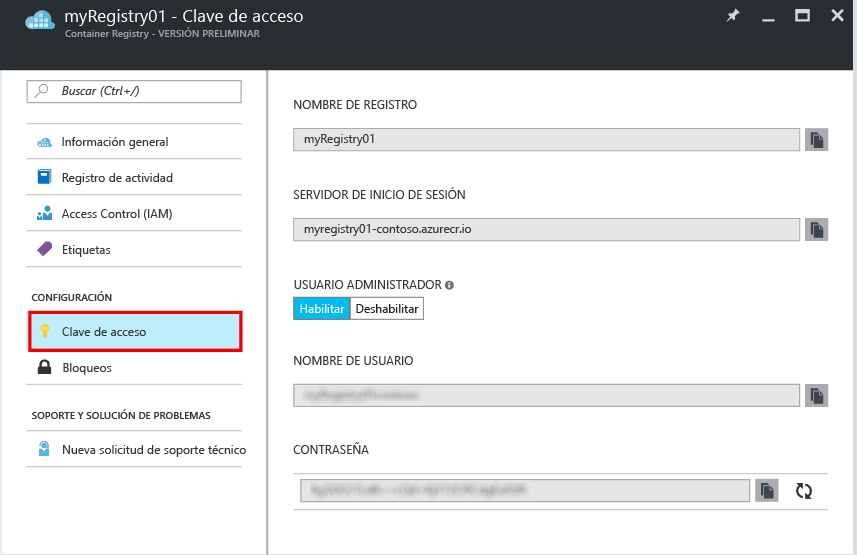 myRegistry01 - Clave de acceso
Container Registry - VERSIÓN PRELIMINAR
Buscar (Ctrl+/)
Información general
Registro de actividad
Access Control (IAM)
Etiquetas
CONFIGURACIÓN
Clave de acceso
Bloqueos
SOPORTE Y SOLUCIÓN DE PROBLEMAS
Nueva solicitud de soporte técnico
NOMBRE DE REGISTRO
myRegistry01
SERVIDOR DE INICIO DE SESIÓN
myregistry01-contoso.azurecr.io
USUARIO ADMINISTRADOR
Habilitar Deshabilitar
NOMBRE DE USUARIO
CONTRASEÑA